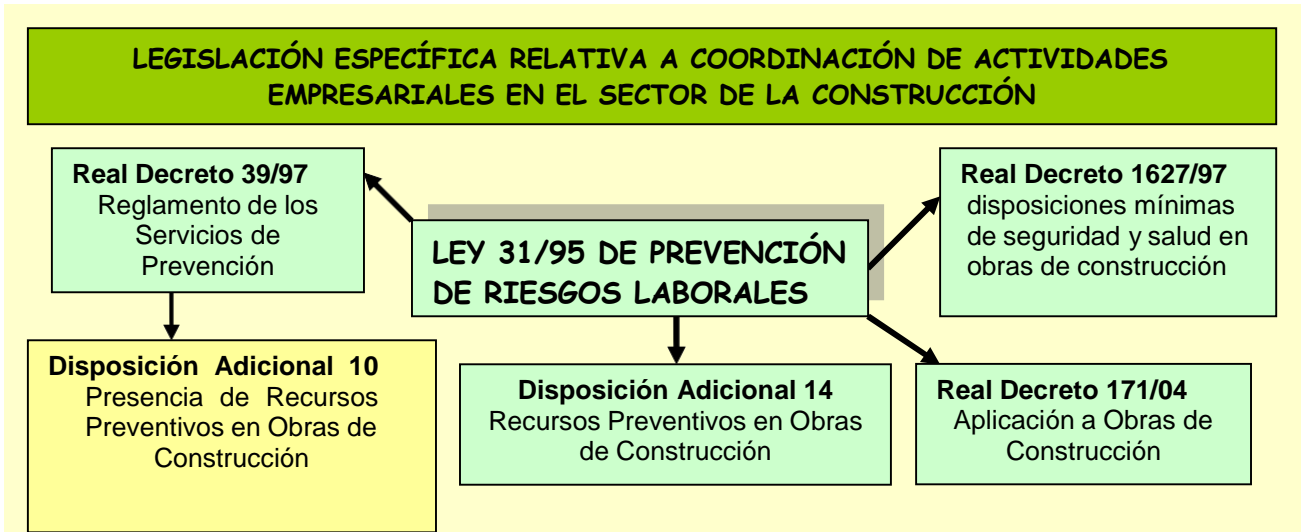 LEGISLACIÓN ESPECÍFICA RELATIVA A COORDINACIÓN DE ACTIVIDADES
EMPRESARIALES EN EL SECTOR DE LA CONSTRUCCIÓN
Real Decreto 39/97
Reglamento de los
Servicios de
Prevención
Real Decreto 1627/97
disposiciones mínimas
de seguridad y salud en
obras de construcción
LEY 31/95 DE PREVENCIÓN
DE RIESGOS LABORALES
Disposición Adicional 10
Presencia de Recursos
Preventivos en Obras de
Construcción
Disposición Adicional 14
Recursos Preventivos en Obras
de Construcción
Real Decreto 171/04
Aplicación a Obras de
Construcción